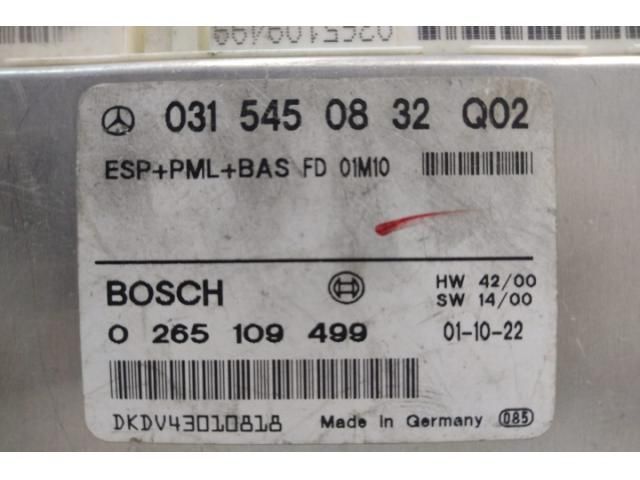 0265109499
031 545 08 32 Q02
ESP+PML+BAS FD 01M10
BOSCH
HW 42/00
SW 14/00
0 265 109 499
01-10-22
DKDV43010818
Made in Germany 085